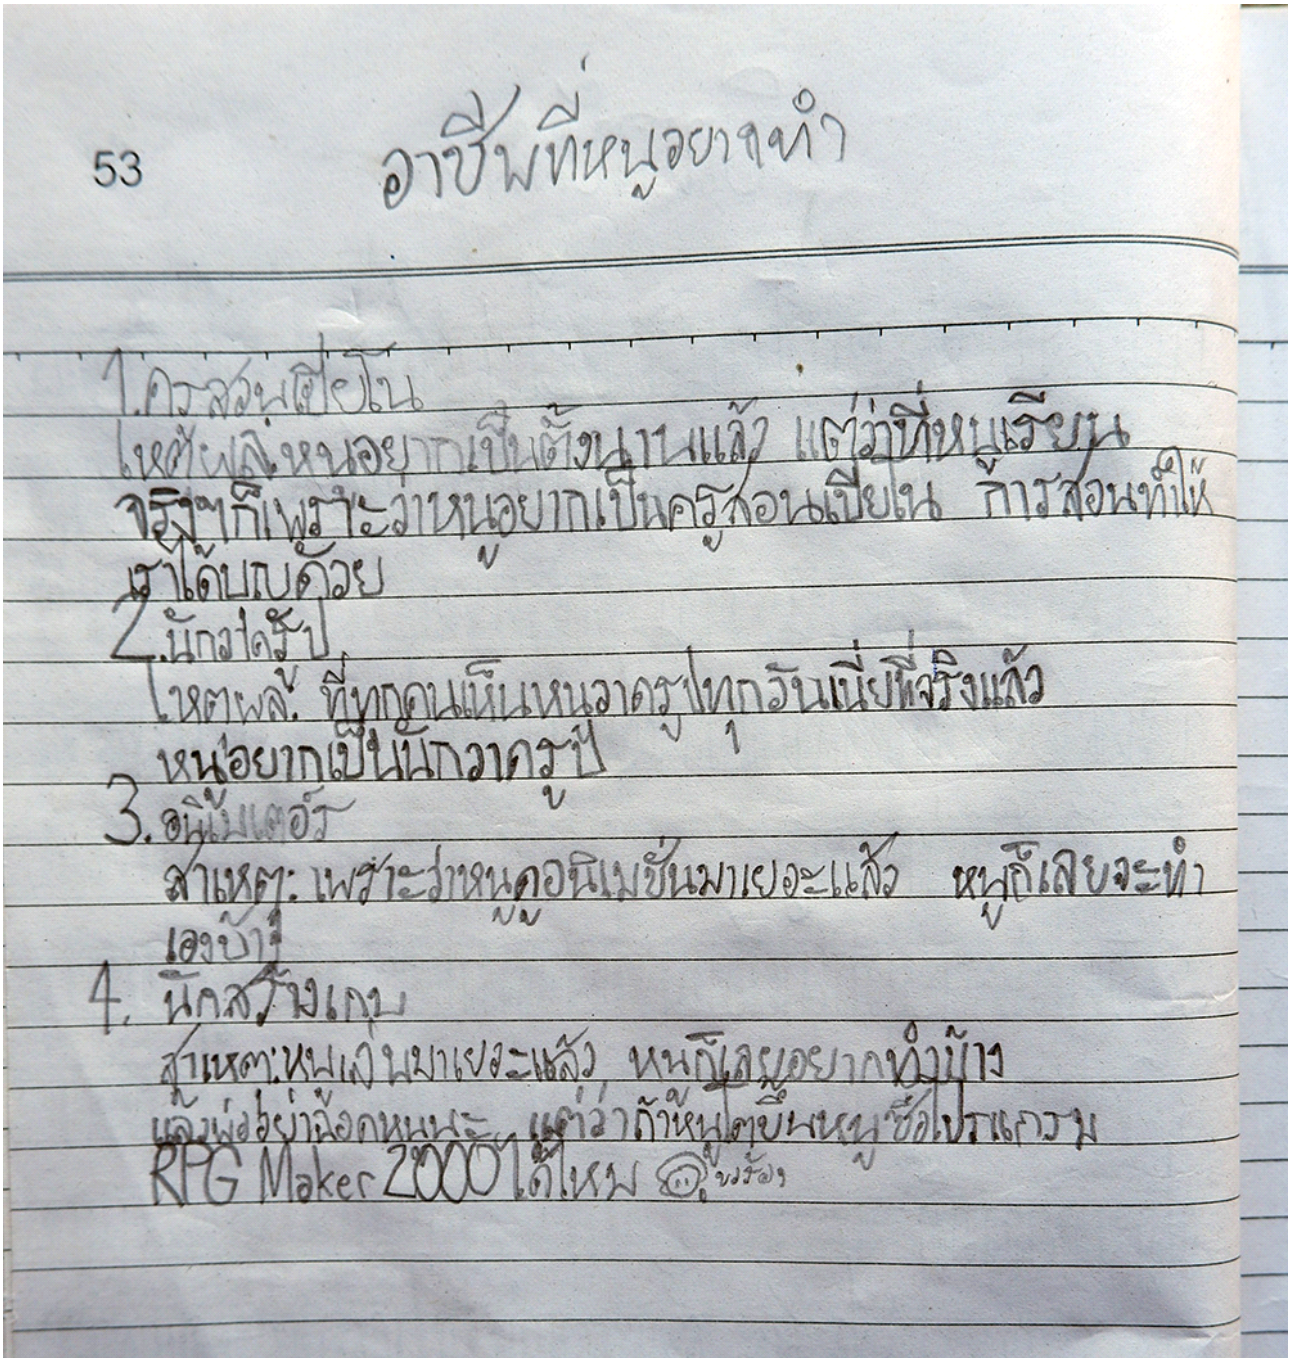 53
อาชีพที่หนูอยากทำ
1.ครูสอนเปียโน
เหตุผล:หนูอยากเป็นตั้งนานแล้ว แต่ว่าที่หนูเรียน
จริงๆก็เพราะว่าหนูอยากเป็นครูสอนเปียโน การสอนทำให้
เราได้บุญด้วย
2.นักวาดรูป
เหตุผล: ที่ทุกคนเห็นหนูวาดรูปทุกวันเนี่ยที่จริงแล้ว
หนูอยากเป็นนักวาดรูป
3. อนิเมเตอร์
สาเหตุ: เพราะว่าหนูดูอนิเมชั่นมาเยอะแล้ว หนูก็เลยจะทำ
เองบ้าง
4. นักสร้างเกม
สาเหตุ:หนูเล่นมาเยอะแล้ว หนูก็เลยอยากทำบ้าง
แล้วพ่ออย่าช็อคหนูนะ แต่ว่าถ้าหนูโตขึ้นหนูซื้อโปรแกรม
RPG Maker 2000 ได้ไหม ขอร้อง